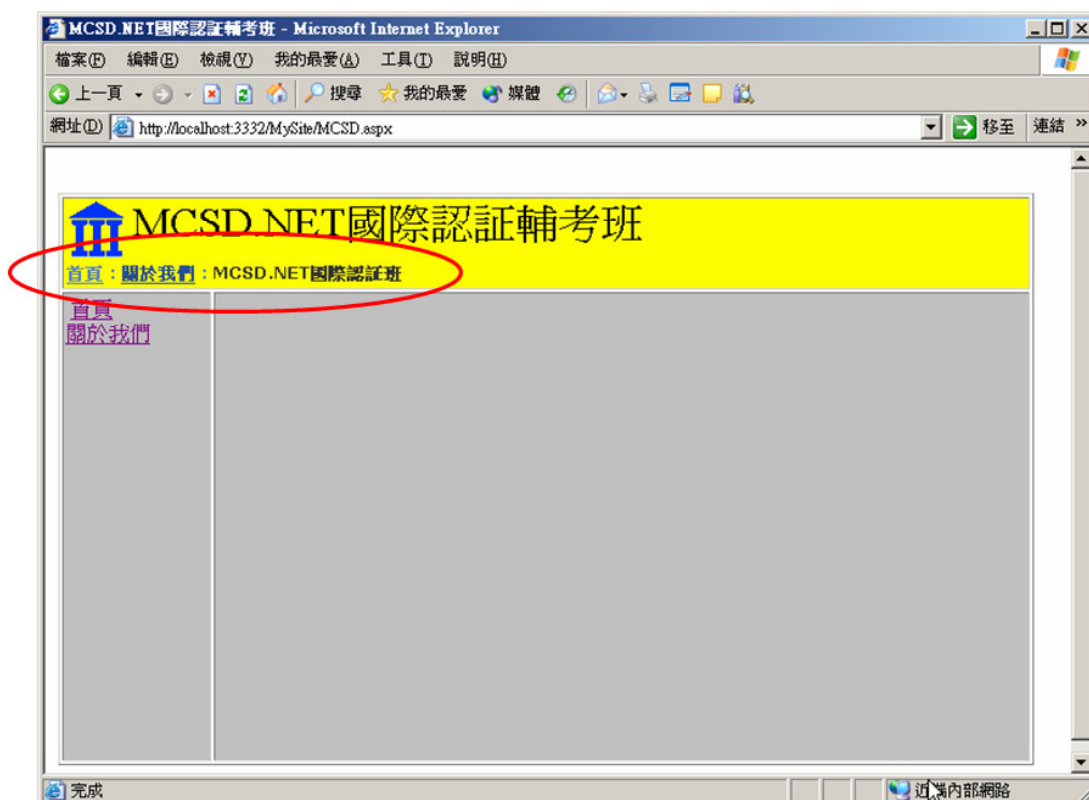 MCSD.NET國際認証輔考班 - Microsoft Internet Explorer
檔案(F) 編輯(E) 檢視(V) 我的最愛(A) 工具(T) 說明(H)
上一頁 搜尋 我的最愛 媒體
網址(D) http://localhost:3332/MySite/MCSD.aspx 移至 連結 »
MCSD.NET國際認証輔考班
首頁 : 關於我們 : MCSD.NET國際認証班
首頁
關於我們
完成 近端內部網路